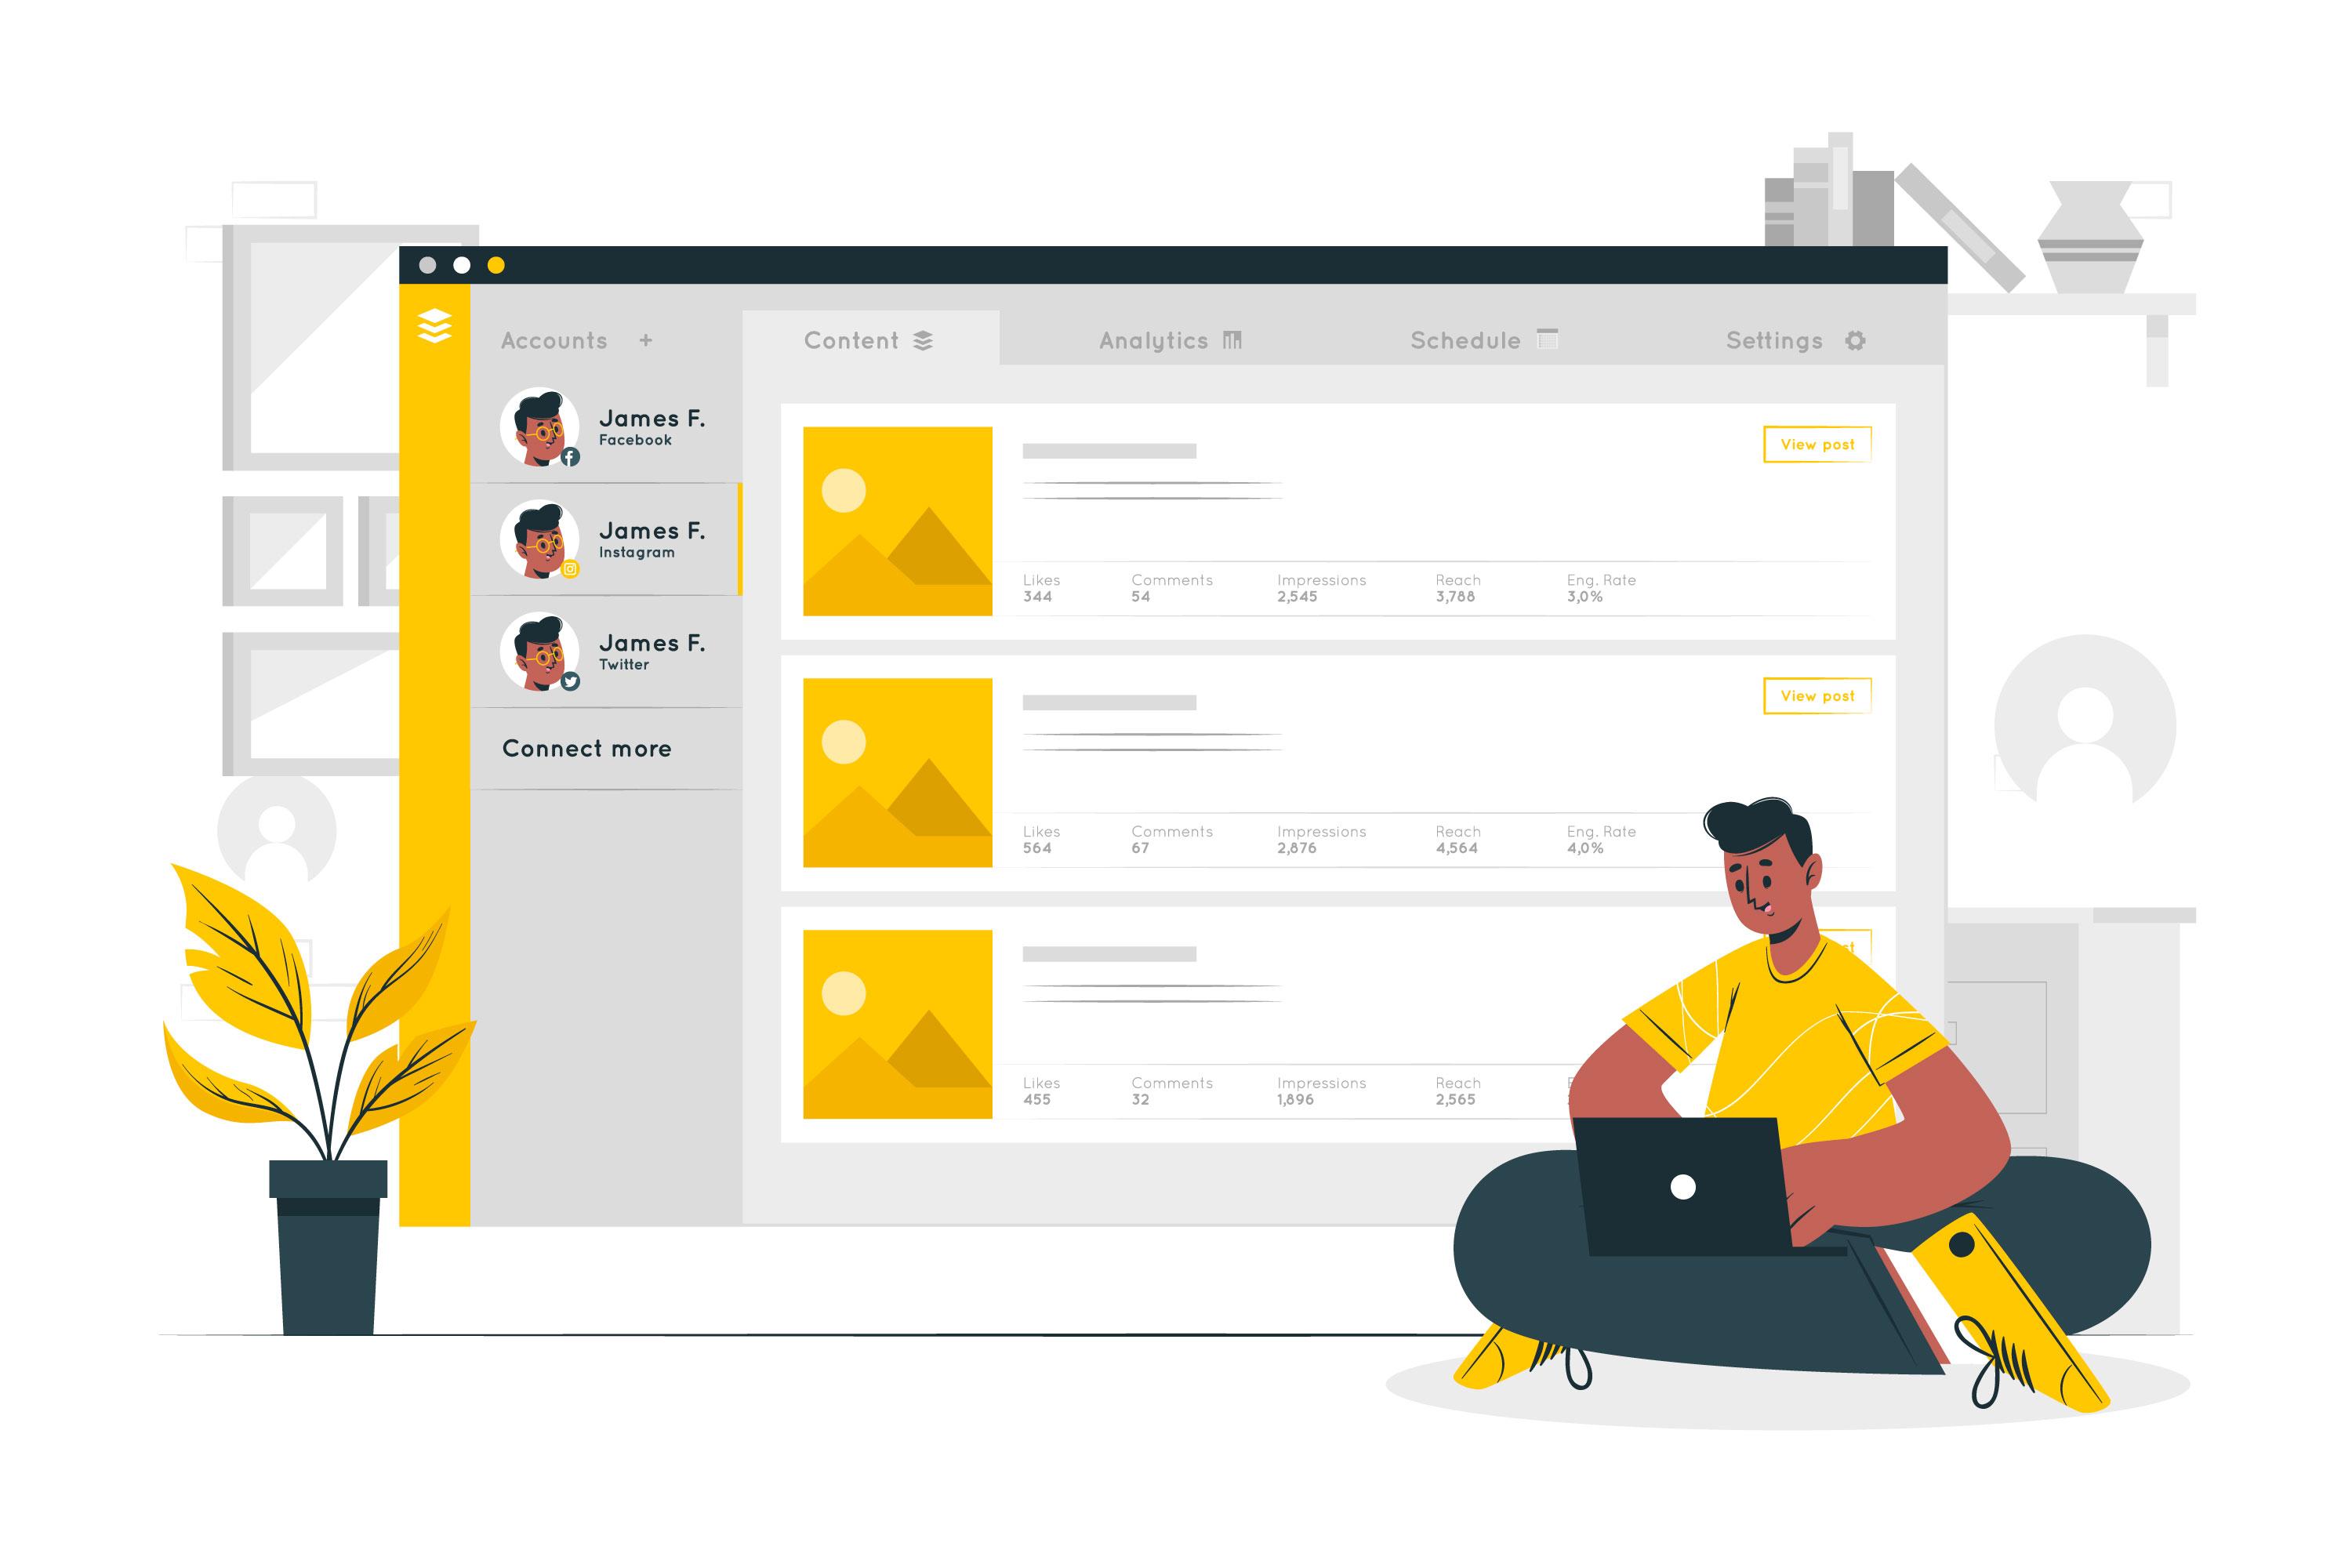 Accounts +
Content
Analytics
Schedule
Settings
James F.
Facebook
James F.
Instagram
James F.
Twitter
Connect more
View post
Likes Comments Impressions Reach Eng. Rate
344 54 2,545 3,788 3,0%
View post
Likes Comments Impressions Reach Eng. Rate
564 67 2,876 4,564 4,0%
Likes Comments Impressions Reach
455 32 1,896 2,565